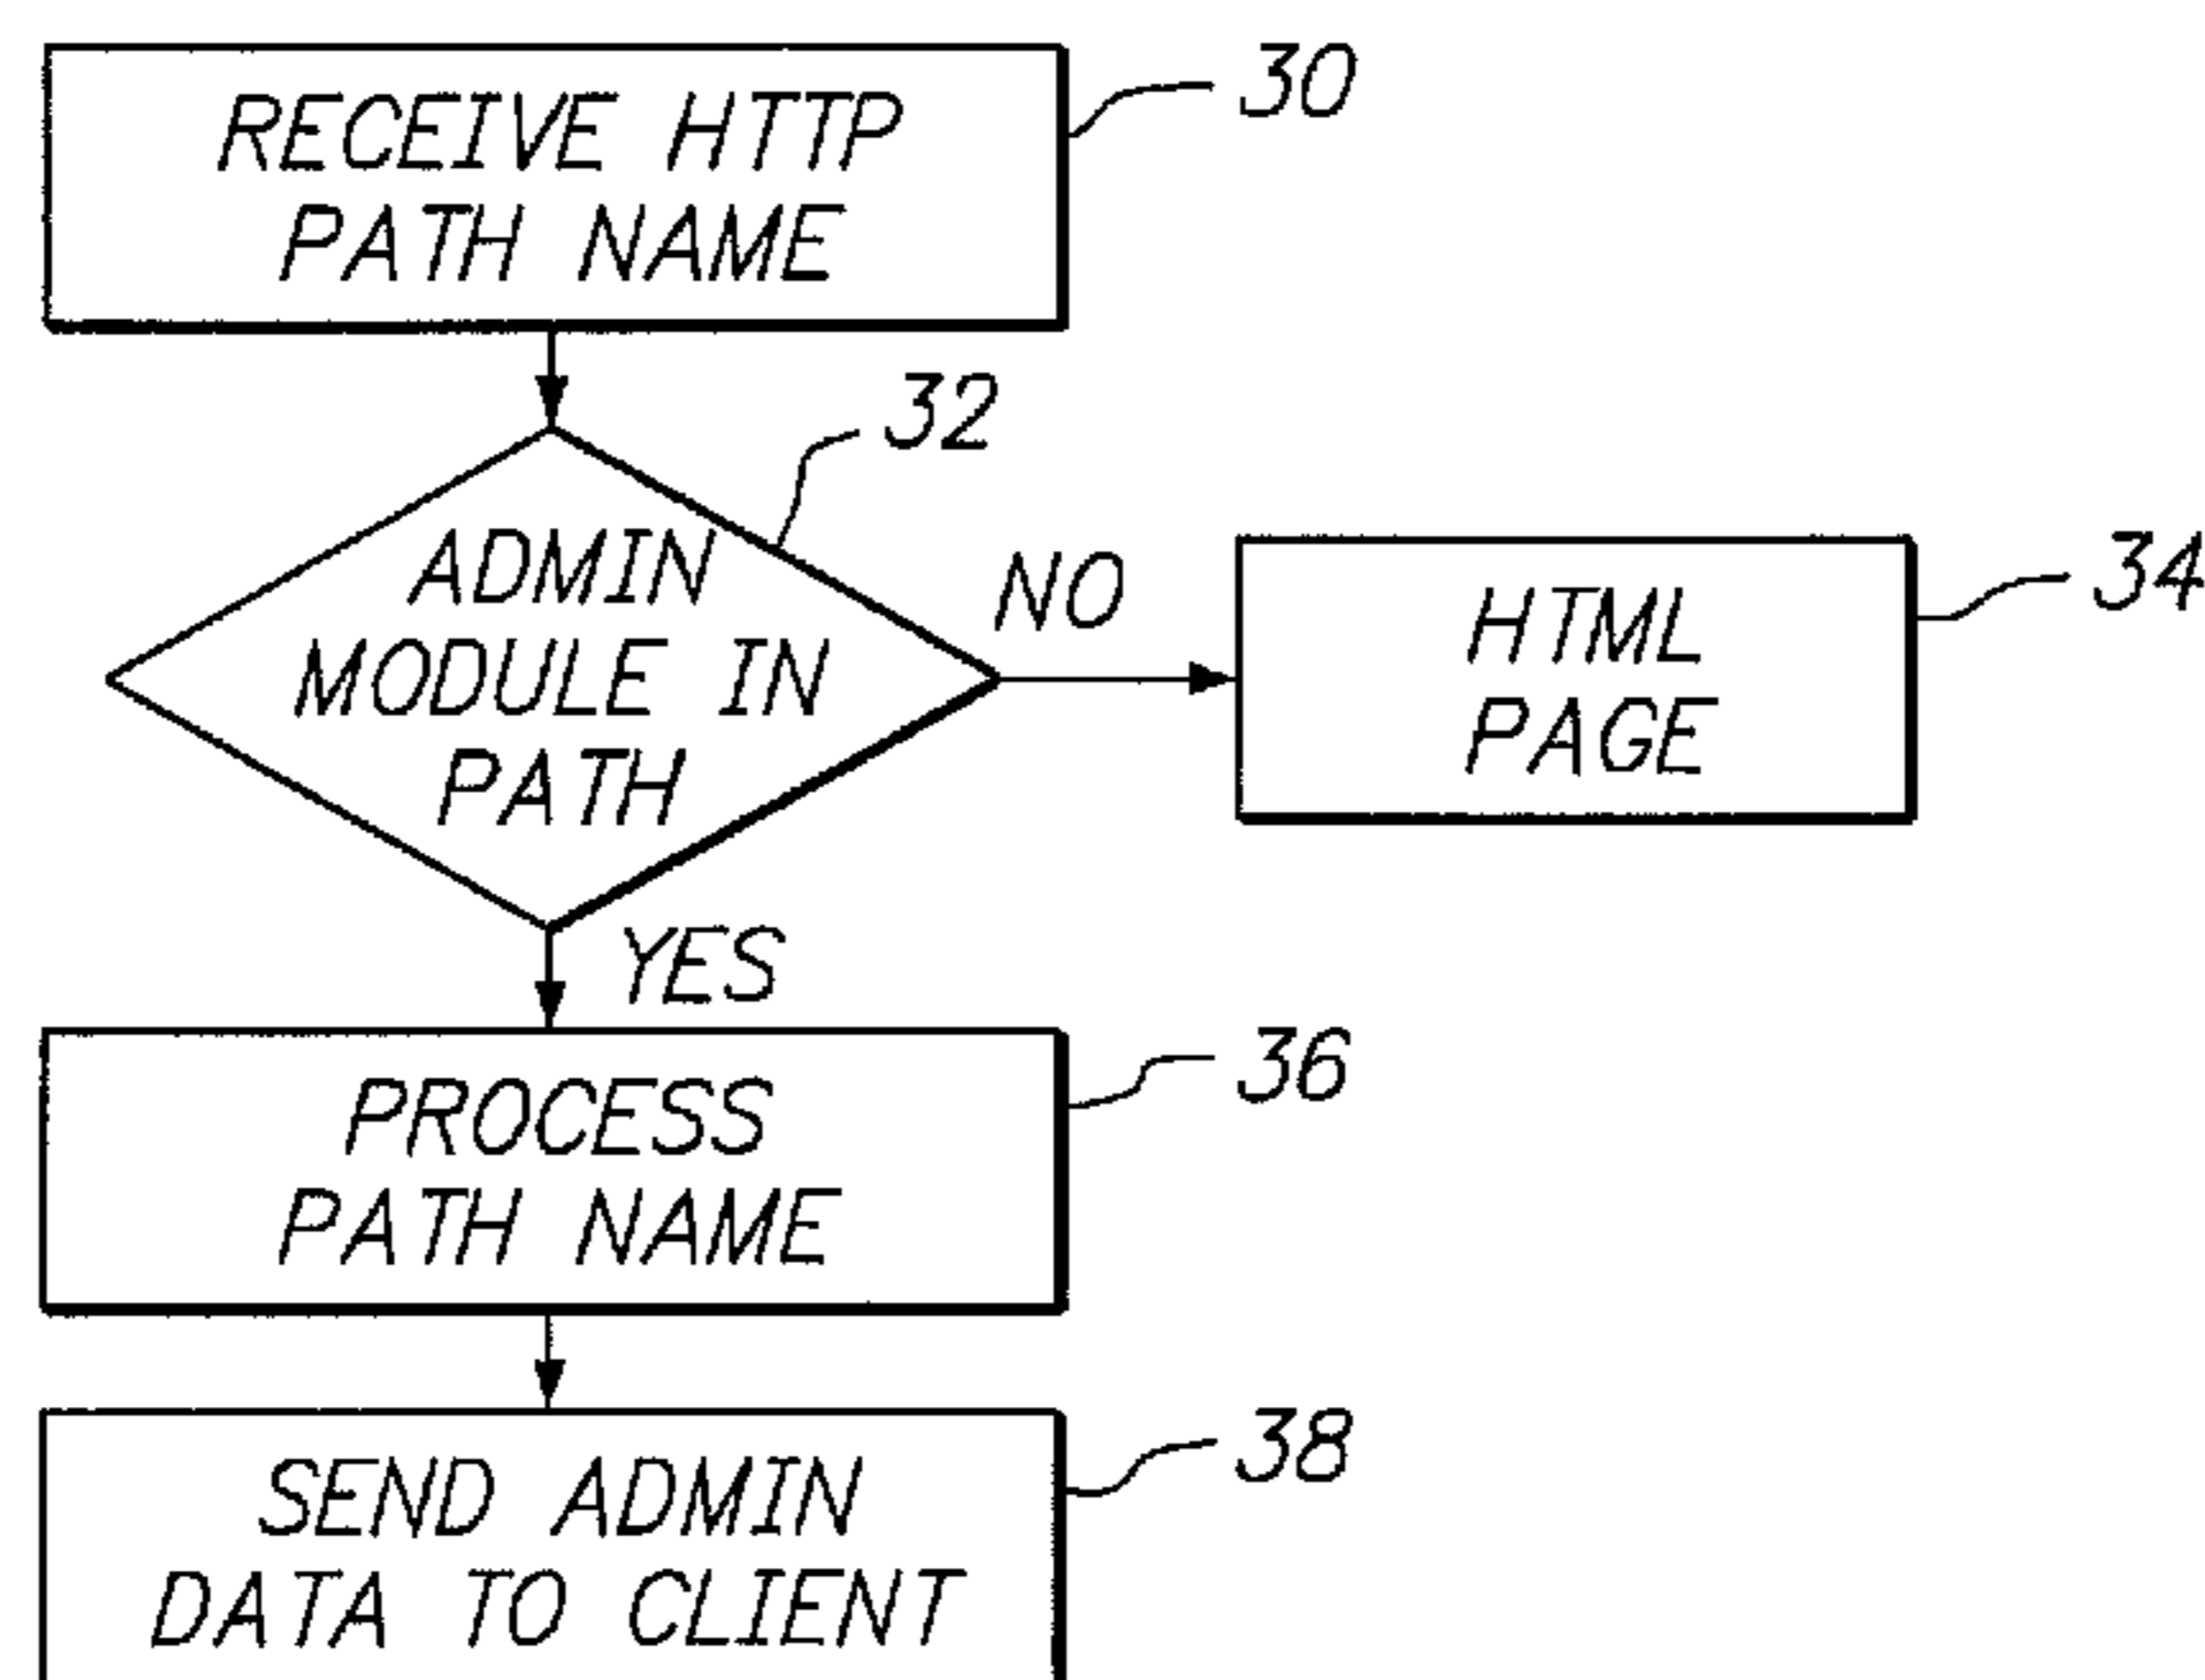 RECEIVE HTTP
PATH NAME
30
32
ADMIN
MODULE IN
PATH
NO
HTML
PAGE
34
YES
PROCESS
PATH NAME
36
SEND ADMIN
DATA TO CLIENT
38